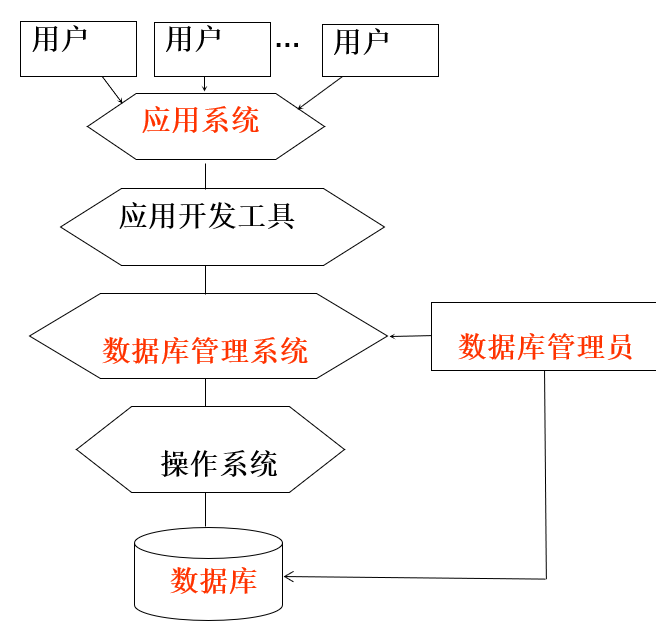 用户 用户 ... 用户
应用系统
应用开发工具
数据库管理系统 数据库管理员
操作系统
数据库